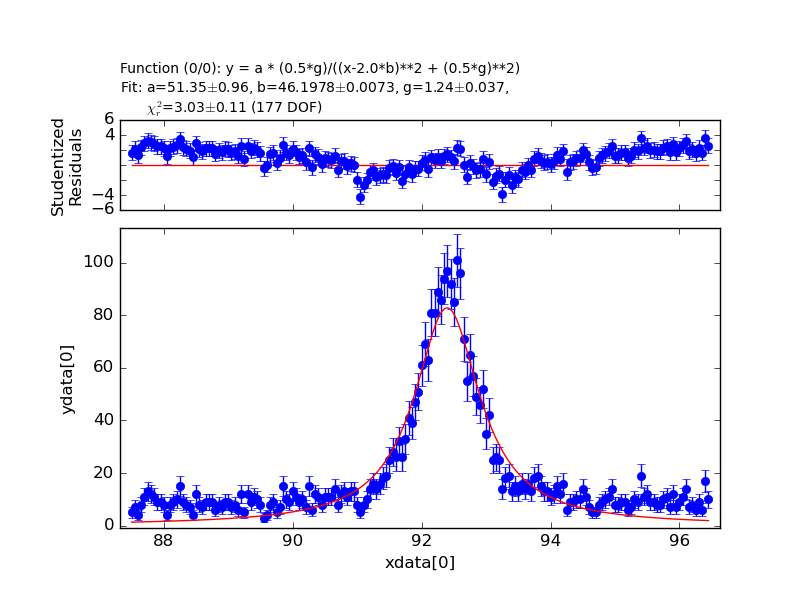 Function (0/0): y = a * (0.5*g)/((x-2.0*b)**2 + (0.5*g)**2)
Fit: a=51.35±0.96, b=46.1978±0.0073, g=1.24±0.037,
χ²ᵣ=3.03±0.11 (177 DOF)
6
4
−4
−6
Studentized
Residuals
100
80
60
40
20
0
ydata[0]
88 90 92 94 96
xdata[0]